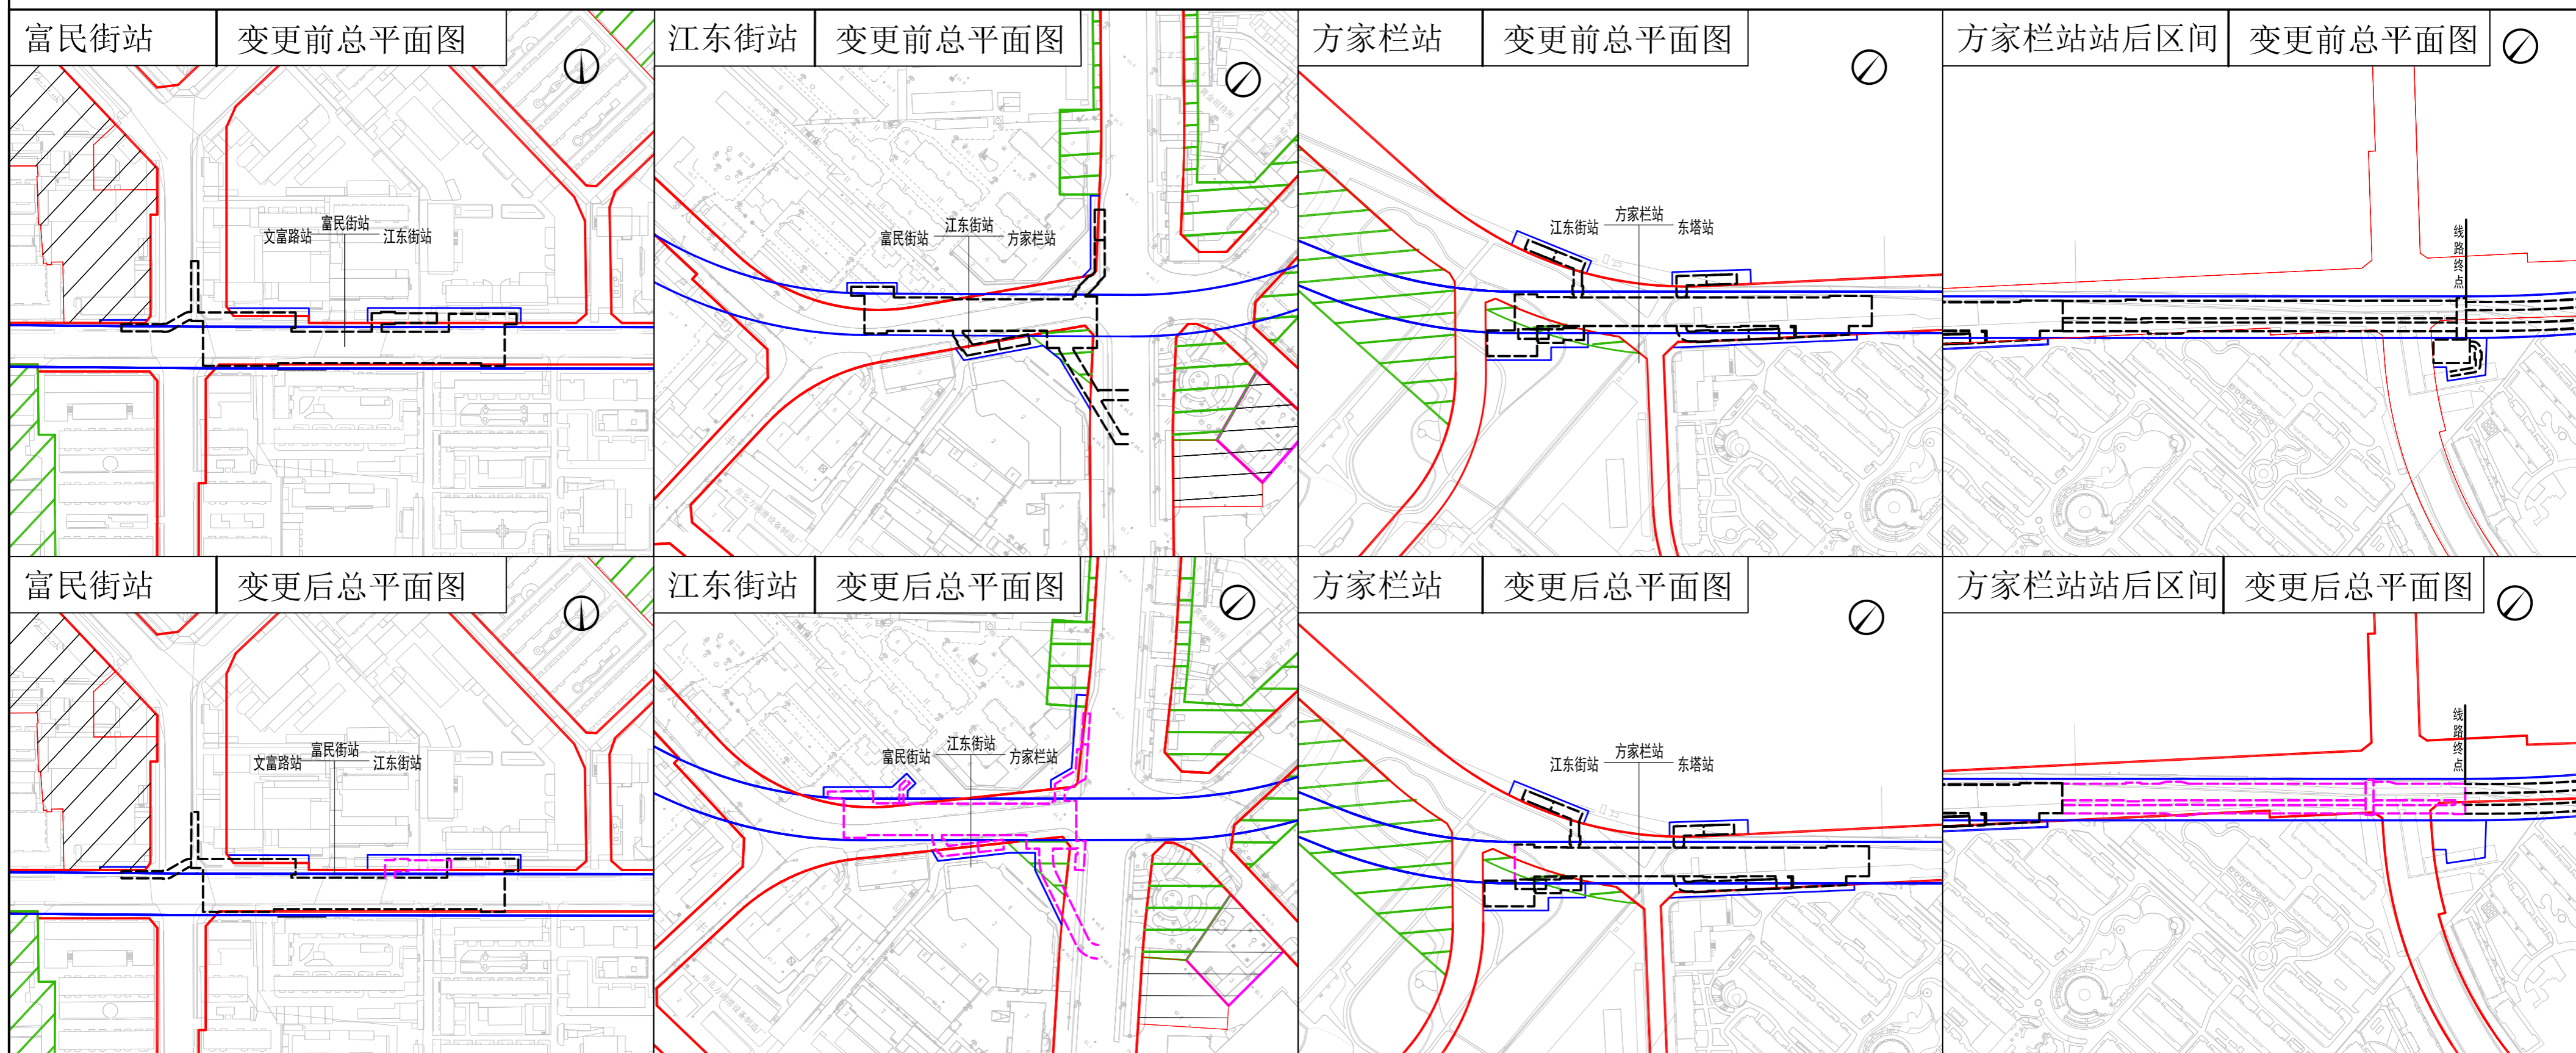 富民街站 变更前总平面图
富民街站
文富路站 江东街站
江东街站 变更前总平面图
江东街站
富民街站 方家栏站
方家栏站 变更前总平面图
方家栏站
江东街站 东塔站
方家栏站站后区间 变更前总平面图
线路终点
富民街站 变更后总平面图
富民街站
文富路站 江东街站
江东街站 变更后总平面图
江东街站
富民街站 方家栏站
方家栏站 变更后总平面图
方家栏站
江东街站 东塔站
方家栏站站后区间 变更后总平面图
线路终点